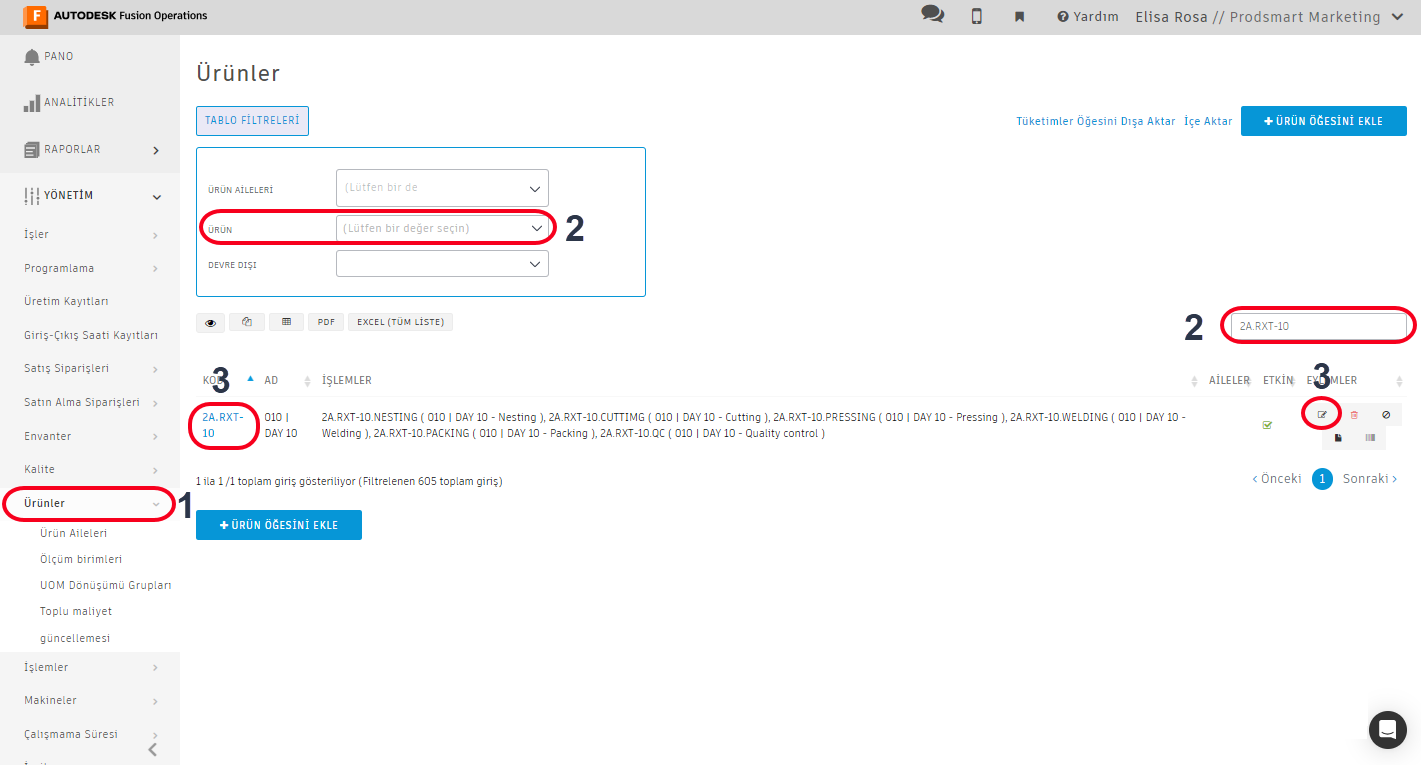 F AUTODESK Fusion Operations
Yardım
Elisa Rosa // Prodsmart Marketing
PANO
ANALİTİKLER
RAPORLAR
YÖNETİM
İşler
Programlama
Üretim Kayıtları
Giriş-Çıkış Saati Kayıtları
Satış Siparişleri
Satın Alma Siparişleri
Envanter
Kalite
Ürünler
1
Ürün Aileleri
Ölçüm birimleri
UOM Dönüşümü Grupları
Toplu maliyet
güncellemesi
İşlemler
Makineler
Çalışmama Süresi
Ürünler
TABLO FİLTRELERİ
Tüketimler Öğesini Dışa Aktar İçe Aktar
+ ÜRÜN ÖĞESİNİ EKLE
ÜRÜN AİLELERİ (Lütfen bir de
ÜRÜN (Lütfen bir değer seçin)
2
DEVRE DIŞI
PDF EXCEL (TÜM LİSTE)
2
2A.RXT-10
3
3
AD İŞLEMLER AİLELER ETKİN EYLEMLER
2A.RXT- 010 | 2A.RXT-10.NESTING ( 010 | DAY 10 - Nesting ), 2A.RXT-10.CUTTIMG ( 010 | DAY 10 - Cutting ), 2A.RXT-10.PRESSING ( 010 | DAY 10 - Pressing ), 2A.RXT-10.WELDING ( 010 | DAY 10 -
10 DAY 10 Welding ), 2A.RXT-10.PACKING ( 010 | DAY 10 - Packing ), 2A.RXT-10.QC ( 010 | DAY 10 - Quality control )
1 ila 1 /1 toplam giriş gösteriliyor (Filtrelenen 605 toplam giriş)
< Önceki 1 Sonraki >
+ ÜRÜN ÖĞESİNİ EKLE